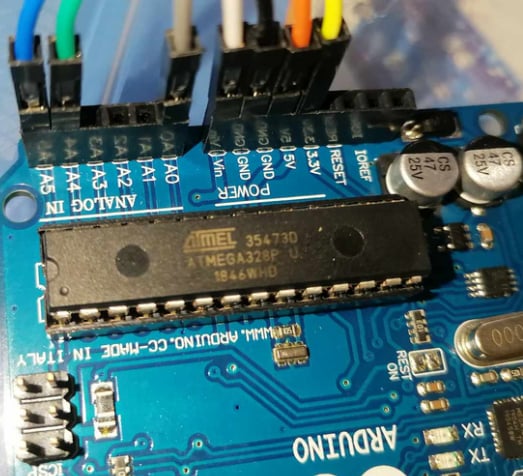 A5
A4
A3
A2
A1
A0
ANALOG IN
Vin
GND
GND
5V
3.3V
RESET
IOREF
POWER
CS
47
25V
CS
47
25V
ATMEL 35473D
ATMEGA328P U
1846WHD
WWW.ARDUINO.CC-MADE IN ITALY
RESET
ON
ICSP
ARDUINO
RX
TX